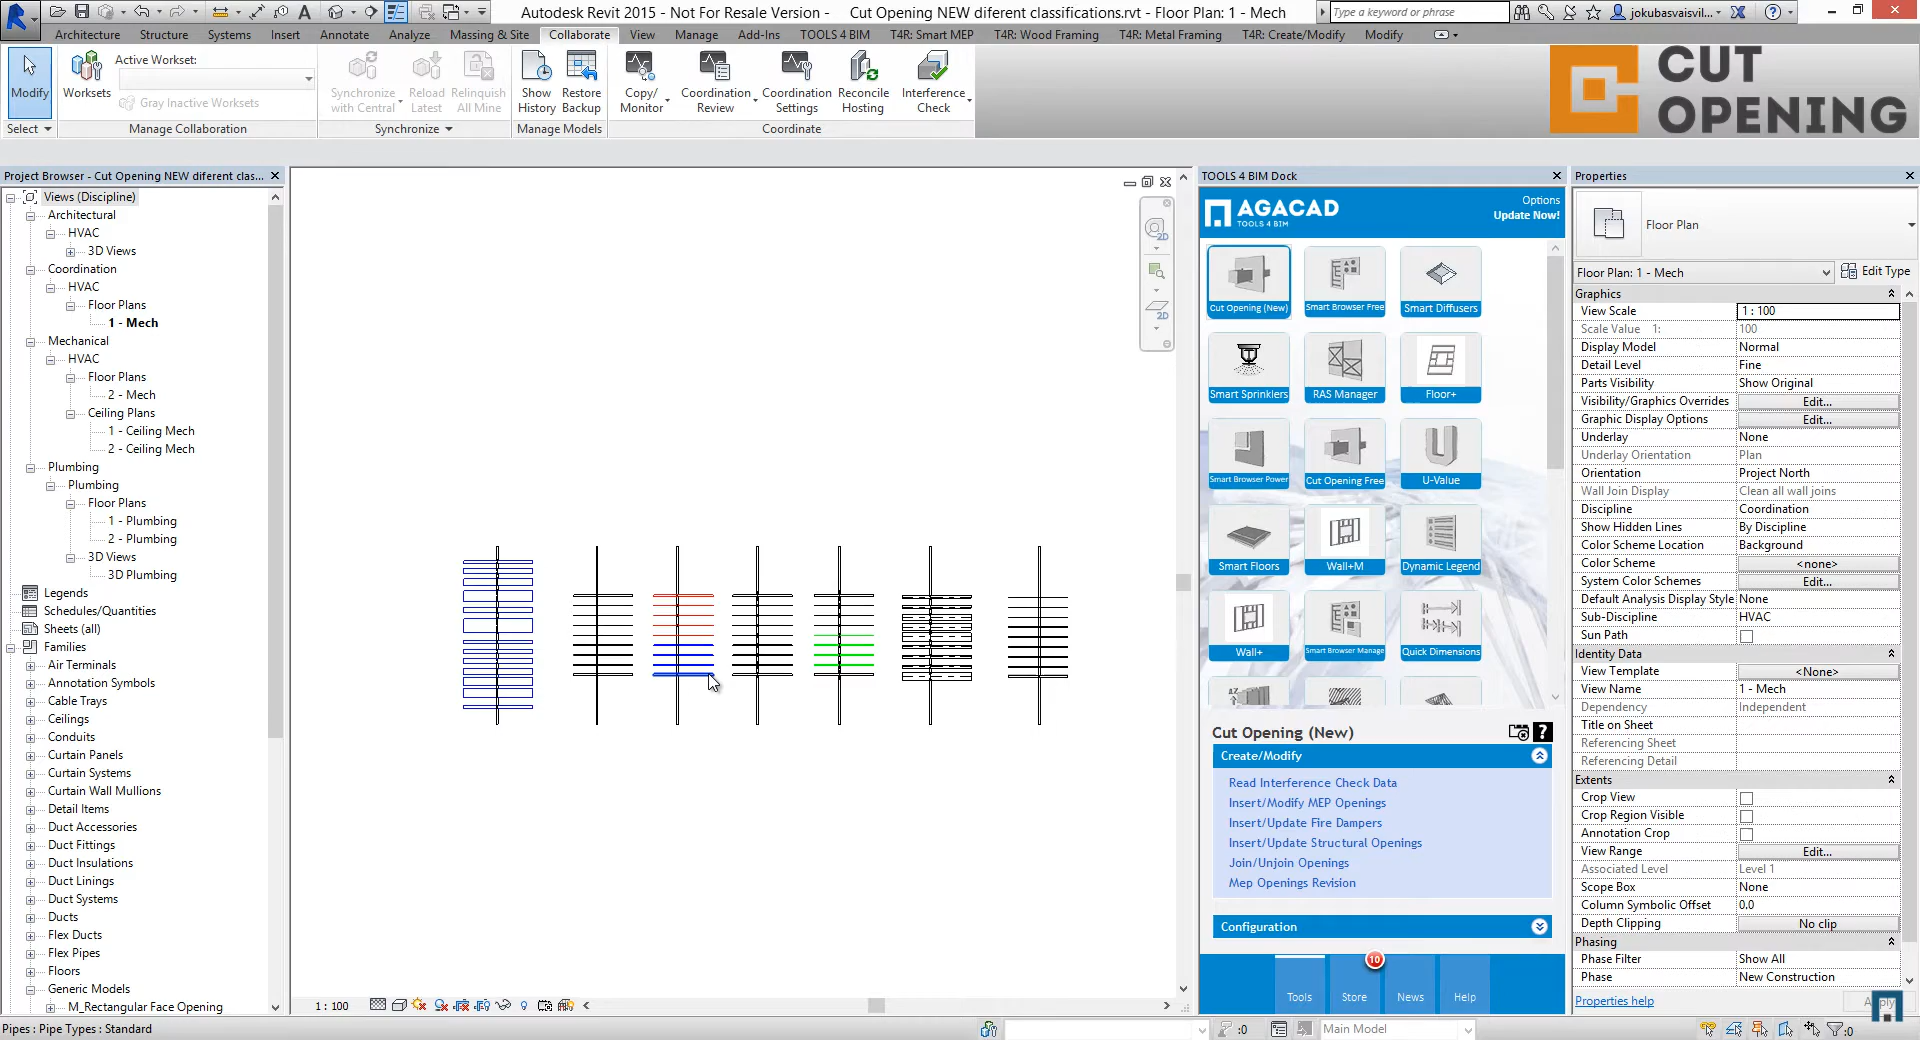 Autodesk Revit 2015 - Not For Resale Version - Cut Opening NEW diferent classifications.rvt - Floor Plan: 1 - Mech
Type a keyword or phrase
jokubasvaisvil...
Architecture Structure Systems Insert Annotate Analyze Massing & Site Collaborate View Manage Add-Ins TOOLS 4 BIM T4R: Smart MEP T4R: Wood Framing T4R: Metal Framing T4R: Create/Modify Modify
Modify
Worksets
Active Workset:
Gray Inactive Worksets
Synchronize with Central
Reload Latest
Relinquish All Mine
Show History
Restore Backup
Copy/ Monitor
Coordination Review
Coordination Settings
Reconcile Hosting
Interference Check
Select
Manage Collaboration
Synchronize
Manage Models
Coordinate
CUT
OPENING
Project Browser - Cut Opening NEW diferent clas...
Views (Discipline)
Architectural
HVAC
3D Views
Coordination
HVAC
Floor Plans
1 - Mech
Mechanical
HVAC
Floor Plans
2 - Mech
Ceiling Plans
1 - Ceiling Mech
2 - Ceiling Mech
Plumbing
Plumbing
Floor Plans
1 - Plumbing
2 - Plumbing
3D Views
3D Plumbing
Legends
Schedules/Quantities
Sheets (all)
Families
Air Terminals
Annotation Symbols
Cable Trays
Ceilings
Conduits
Curtain Panels
Curtain Systems
Curtain Wall Mullions
Detail Items
Duct Accessories
Duct Fittings
Duct Insulations
Duct Linings
Duct Systems
Ducts
Flex Ducts
Flex Pipes
Floors
Generic Models
M_Rectangular Face Opening
2D
2D
1 : 100
TOOLS 4 BIM Dock
AGACAD
TOOLS 4 BIM
Options
Update Now!
Cut Opening (New) Smart Browser Free Smart Diffusers
Smart Sprinklers RAS Manager Floor+
Smart Browser Power Cut Opening Free U-Value
Smart Floors Wall+M Dynamic Legend
Wall+ Smart Browser Manage Quick Dimensions
AZ
Cut Opening (New)
?
Create/Modify
Read Interference Check Data
Insert/Modify MEP Openings
Insert/Update Fire Dampers
Insert/Update Structural Openings
Join/Unjoin Openings
Mep Openings Revision
Configuration
10
Tools Store News Help
Properties
Floor Plan
Floor Plan: 1 - Mech
Edit Type
Graphics
View Scale 1 : 100
Scale Value 1: 100
Display Model Normal
Detail Level Fine
Parts Visibility Show Original
Visibility/Graphics Overrides Edit...
Graphic Display Options Edit...
Underlay None
Underlay Orientation Plan
Orientation Project North
Wall Join Display Clean all wall joins
Discipline Coordination
Show Hidden Lines By Discipline
Color Scheme Location Background
Color Scheme <none>
System Color Schemes Edit...
Default Analysis Display Style None
Sub-Discipline HVAC
Sun Path
Identity Data
View Template <None>
View Name 1 - Mech
Dependency Independent
Title on Sheet
Referencing Sheet
Referencing Detail
Extents
Crop View
Crop Region Visible
Annotation Crop
View Range Edit...
Associated Level Level 1
Scope Box None
Column Symbolic Offset 0.0
Depth Clipping No clip
Phasing
Phase Filter Show All
Phase New Construction
Properties help
Pipes : Pipe Types : Standard
:0
Main Model
:0